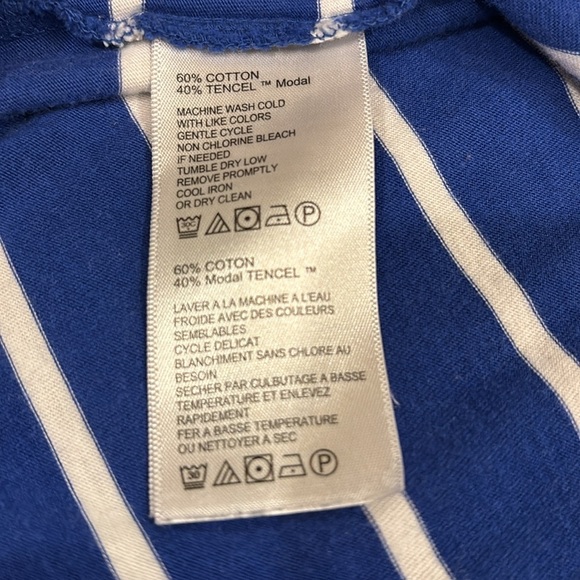 60% COTTON
40% TENCEL ™ Modal
MACHINE WASH COLD
WITH LIKE COLORS
GENTLE CYCLE
NON CHLORINE BLEACH
IF NEEDED
TUMBLE DRY LOW
REMOVE PROMPTLY
COOL IRON
OR DRY CLEAN
30C P
60% COTON
40% Modal TENCEL ™
LAVER A LA MACHINE A L'EAU
FROIDE AVEC DES COULEURS
SEMBLABLES
CYCLE DELICAT
BLANCHIMENT SANS CHLORE AU
BESOIN
SECHER PAR CULBUTAGE A BASSE
TEMPERATURE ET ENLEVEZ
RAPIDEMENT
FER A BASSE TEMPERATURE
OU NETTOYER A SEC
30 P